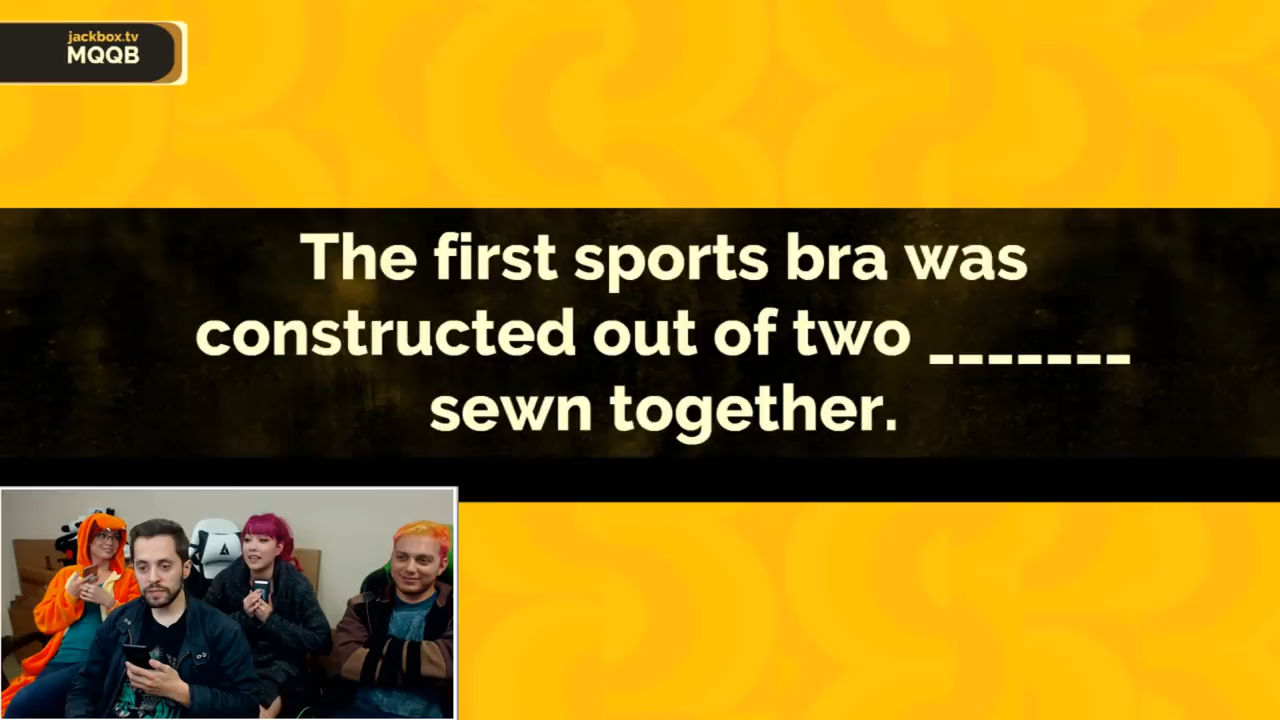 jackbox.tv
MQQB
The first sports bra was
constructed out of two _______
sewn together.